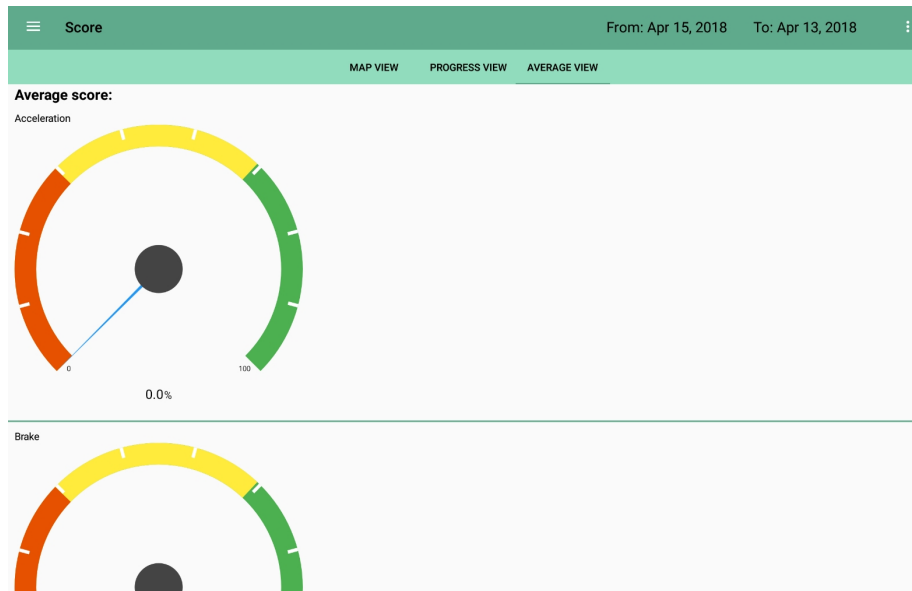 Score From: Apr 15, 2018 To: Apr 13, 2018
MAP VIEW PROGRESS VIEW AVERAGE VIEW
Average score:
Acceleration
0 100
0.0%
Brake